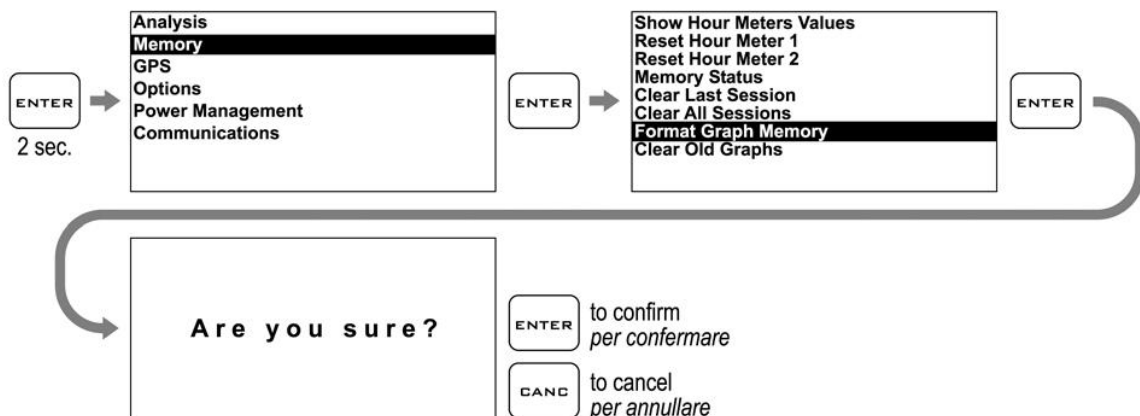 ENTER
2 sec.
Analysis
Memory
GPS
Options
Power Management
Communications
ENTER
Show Hour Meters Values
Reset Hour Meter 1
Reset Hour Meter 2
Memory Status
Clear Last Session
Clear All Sessions
Format Graph Memory
Clear Old Graphs
ENTER
Are you sure?
ENTER
to confirm
per confermare
CANC
to cancel
per annullare